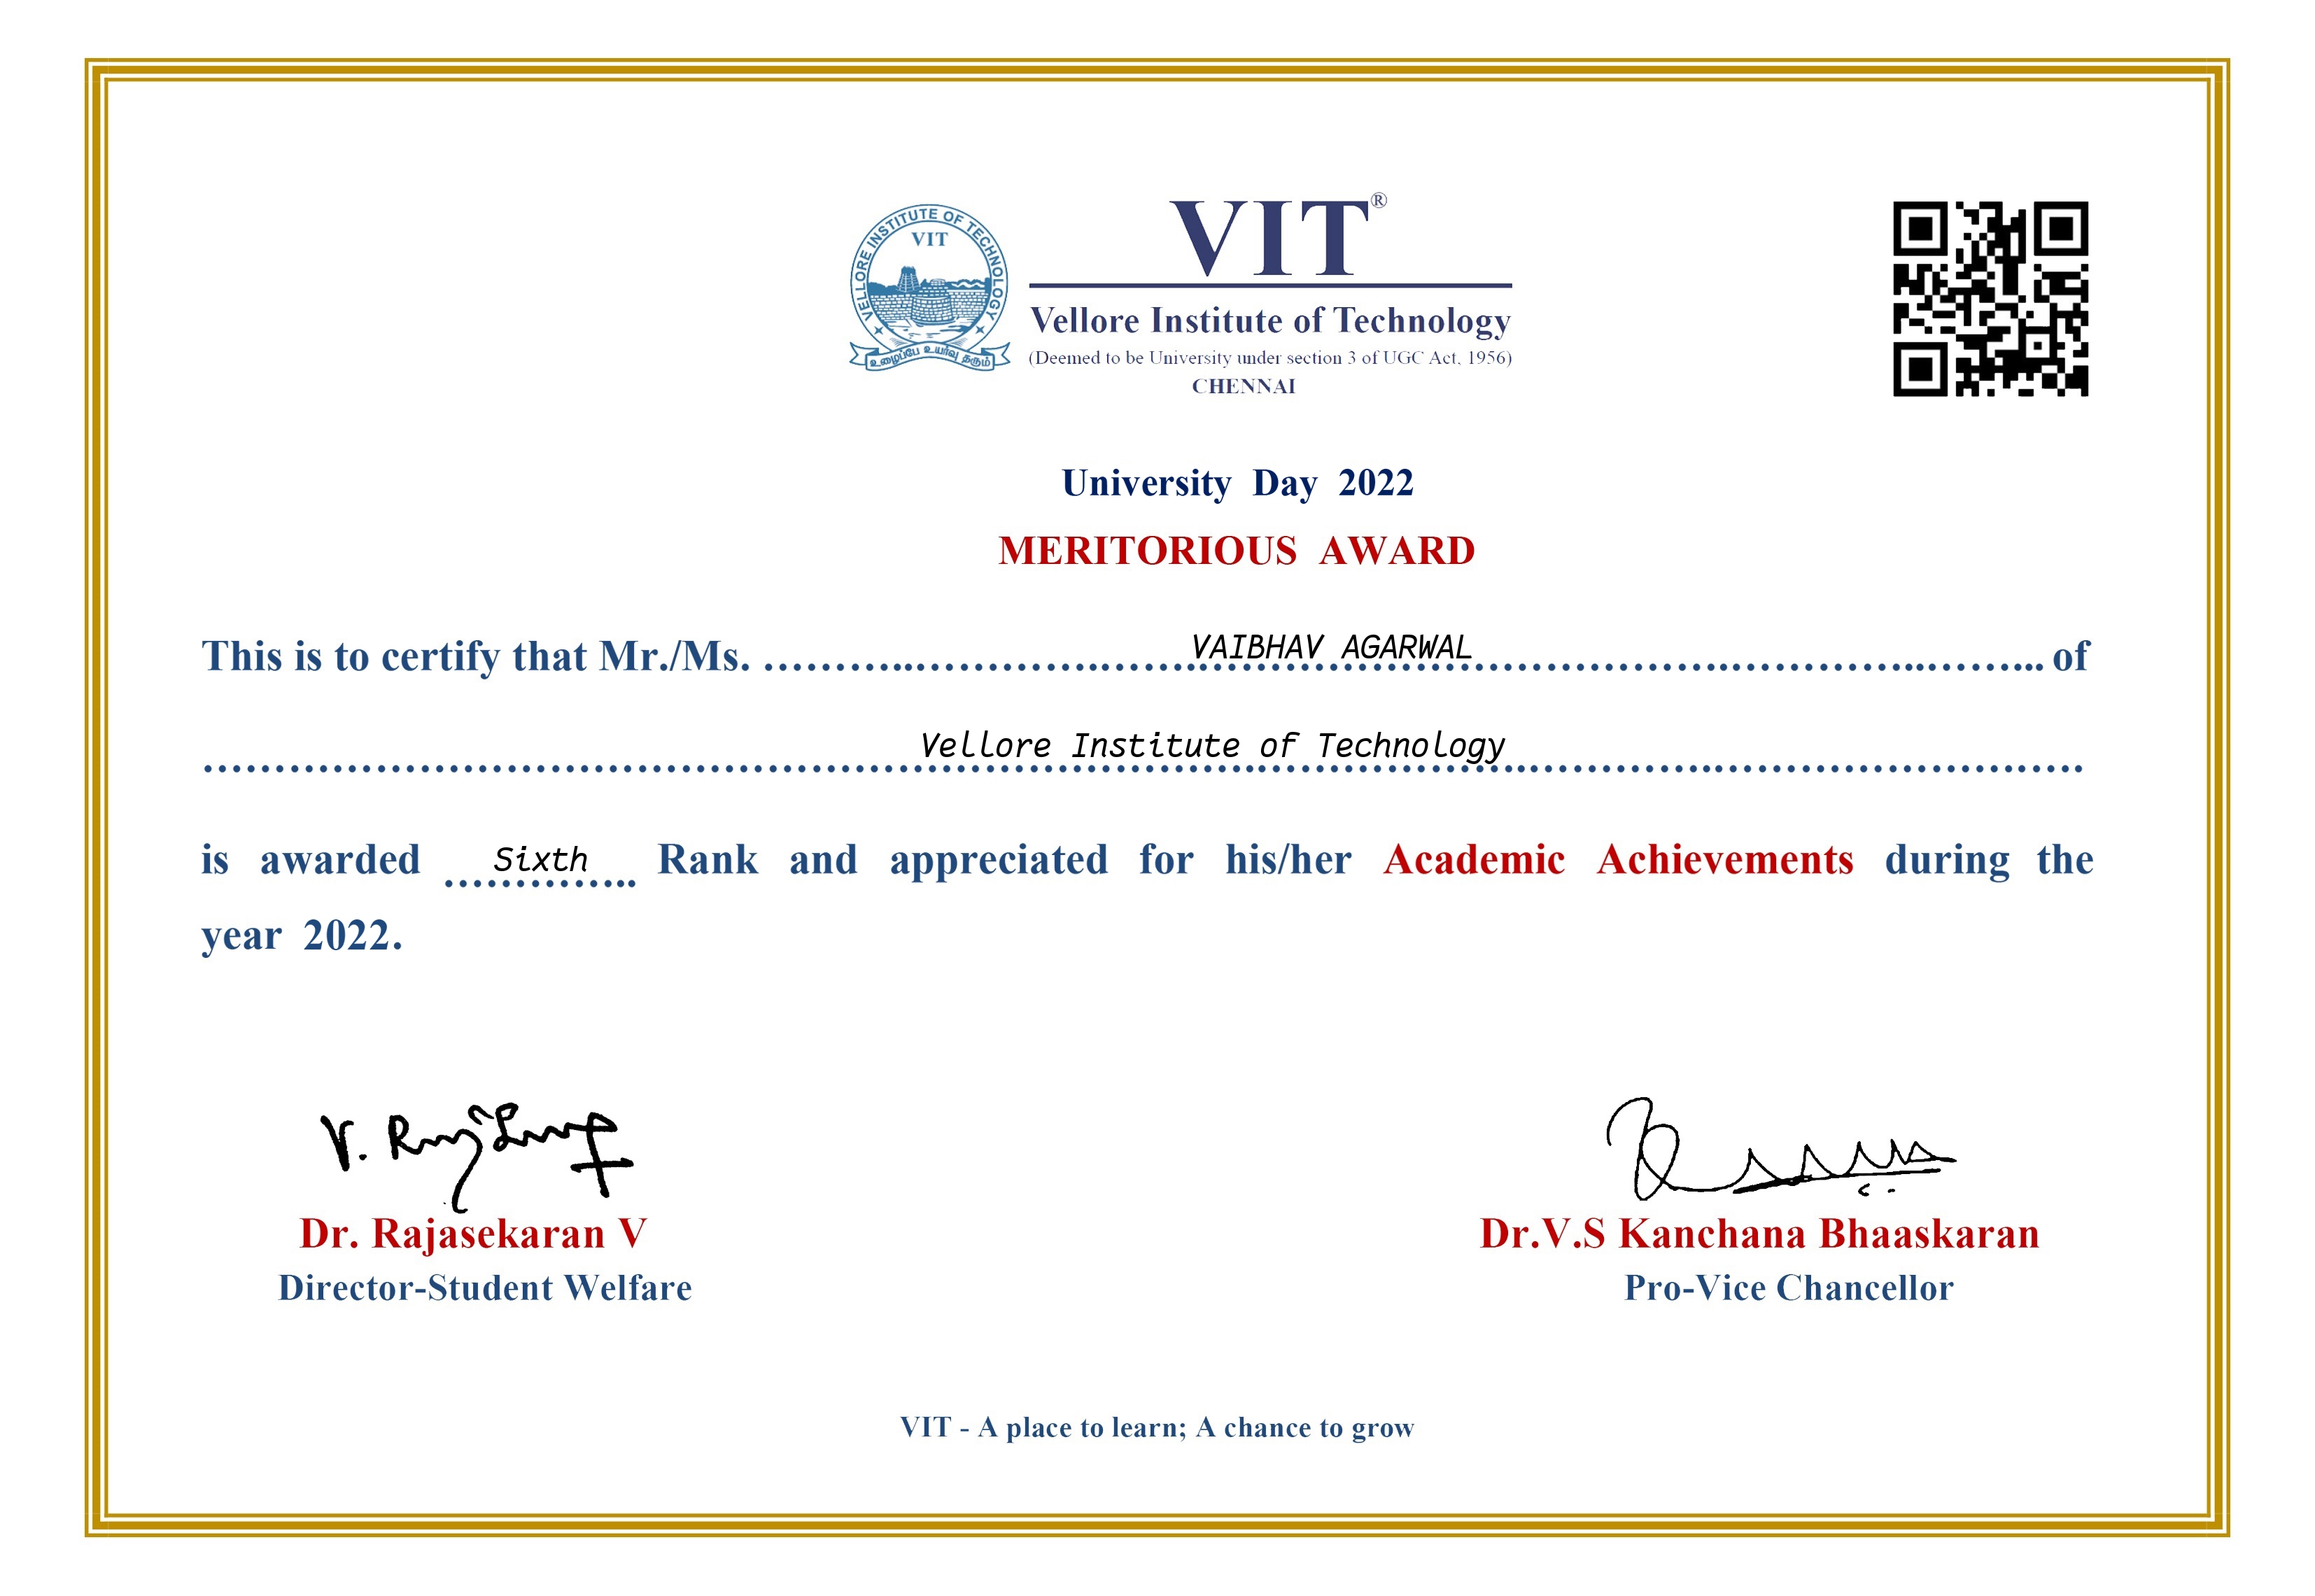 VELLORE INSTITUTE OF TECHNOLOGY
VIT
உழைப்பே உயர்வு தரும்
VIT®
Vellore Institute of Technology
(Deemed to be University under section 3 of UGC Act, 1956)
CHENNAI
University Day 2022
MERITORIOUS AWARD
This is to certify that Mr./Ms. VAIBHAV AGARWAL of
Vellore Institute of Technology
is awarded Sixth Rank and appreciated for his/her Academic Achievements during the
year 2022.
Dr. Rajasekaran V
Dr.V.S Kanchana Bhaaskaran
Director-Student Welfare
Pro-Vice Chancellor
VIT - A place to learn; A chance to grow